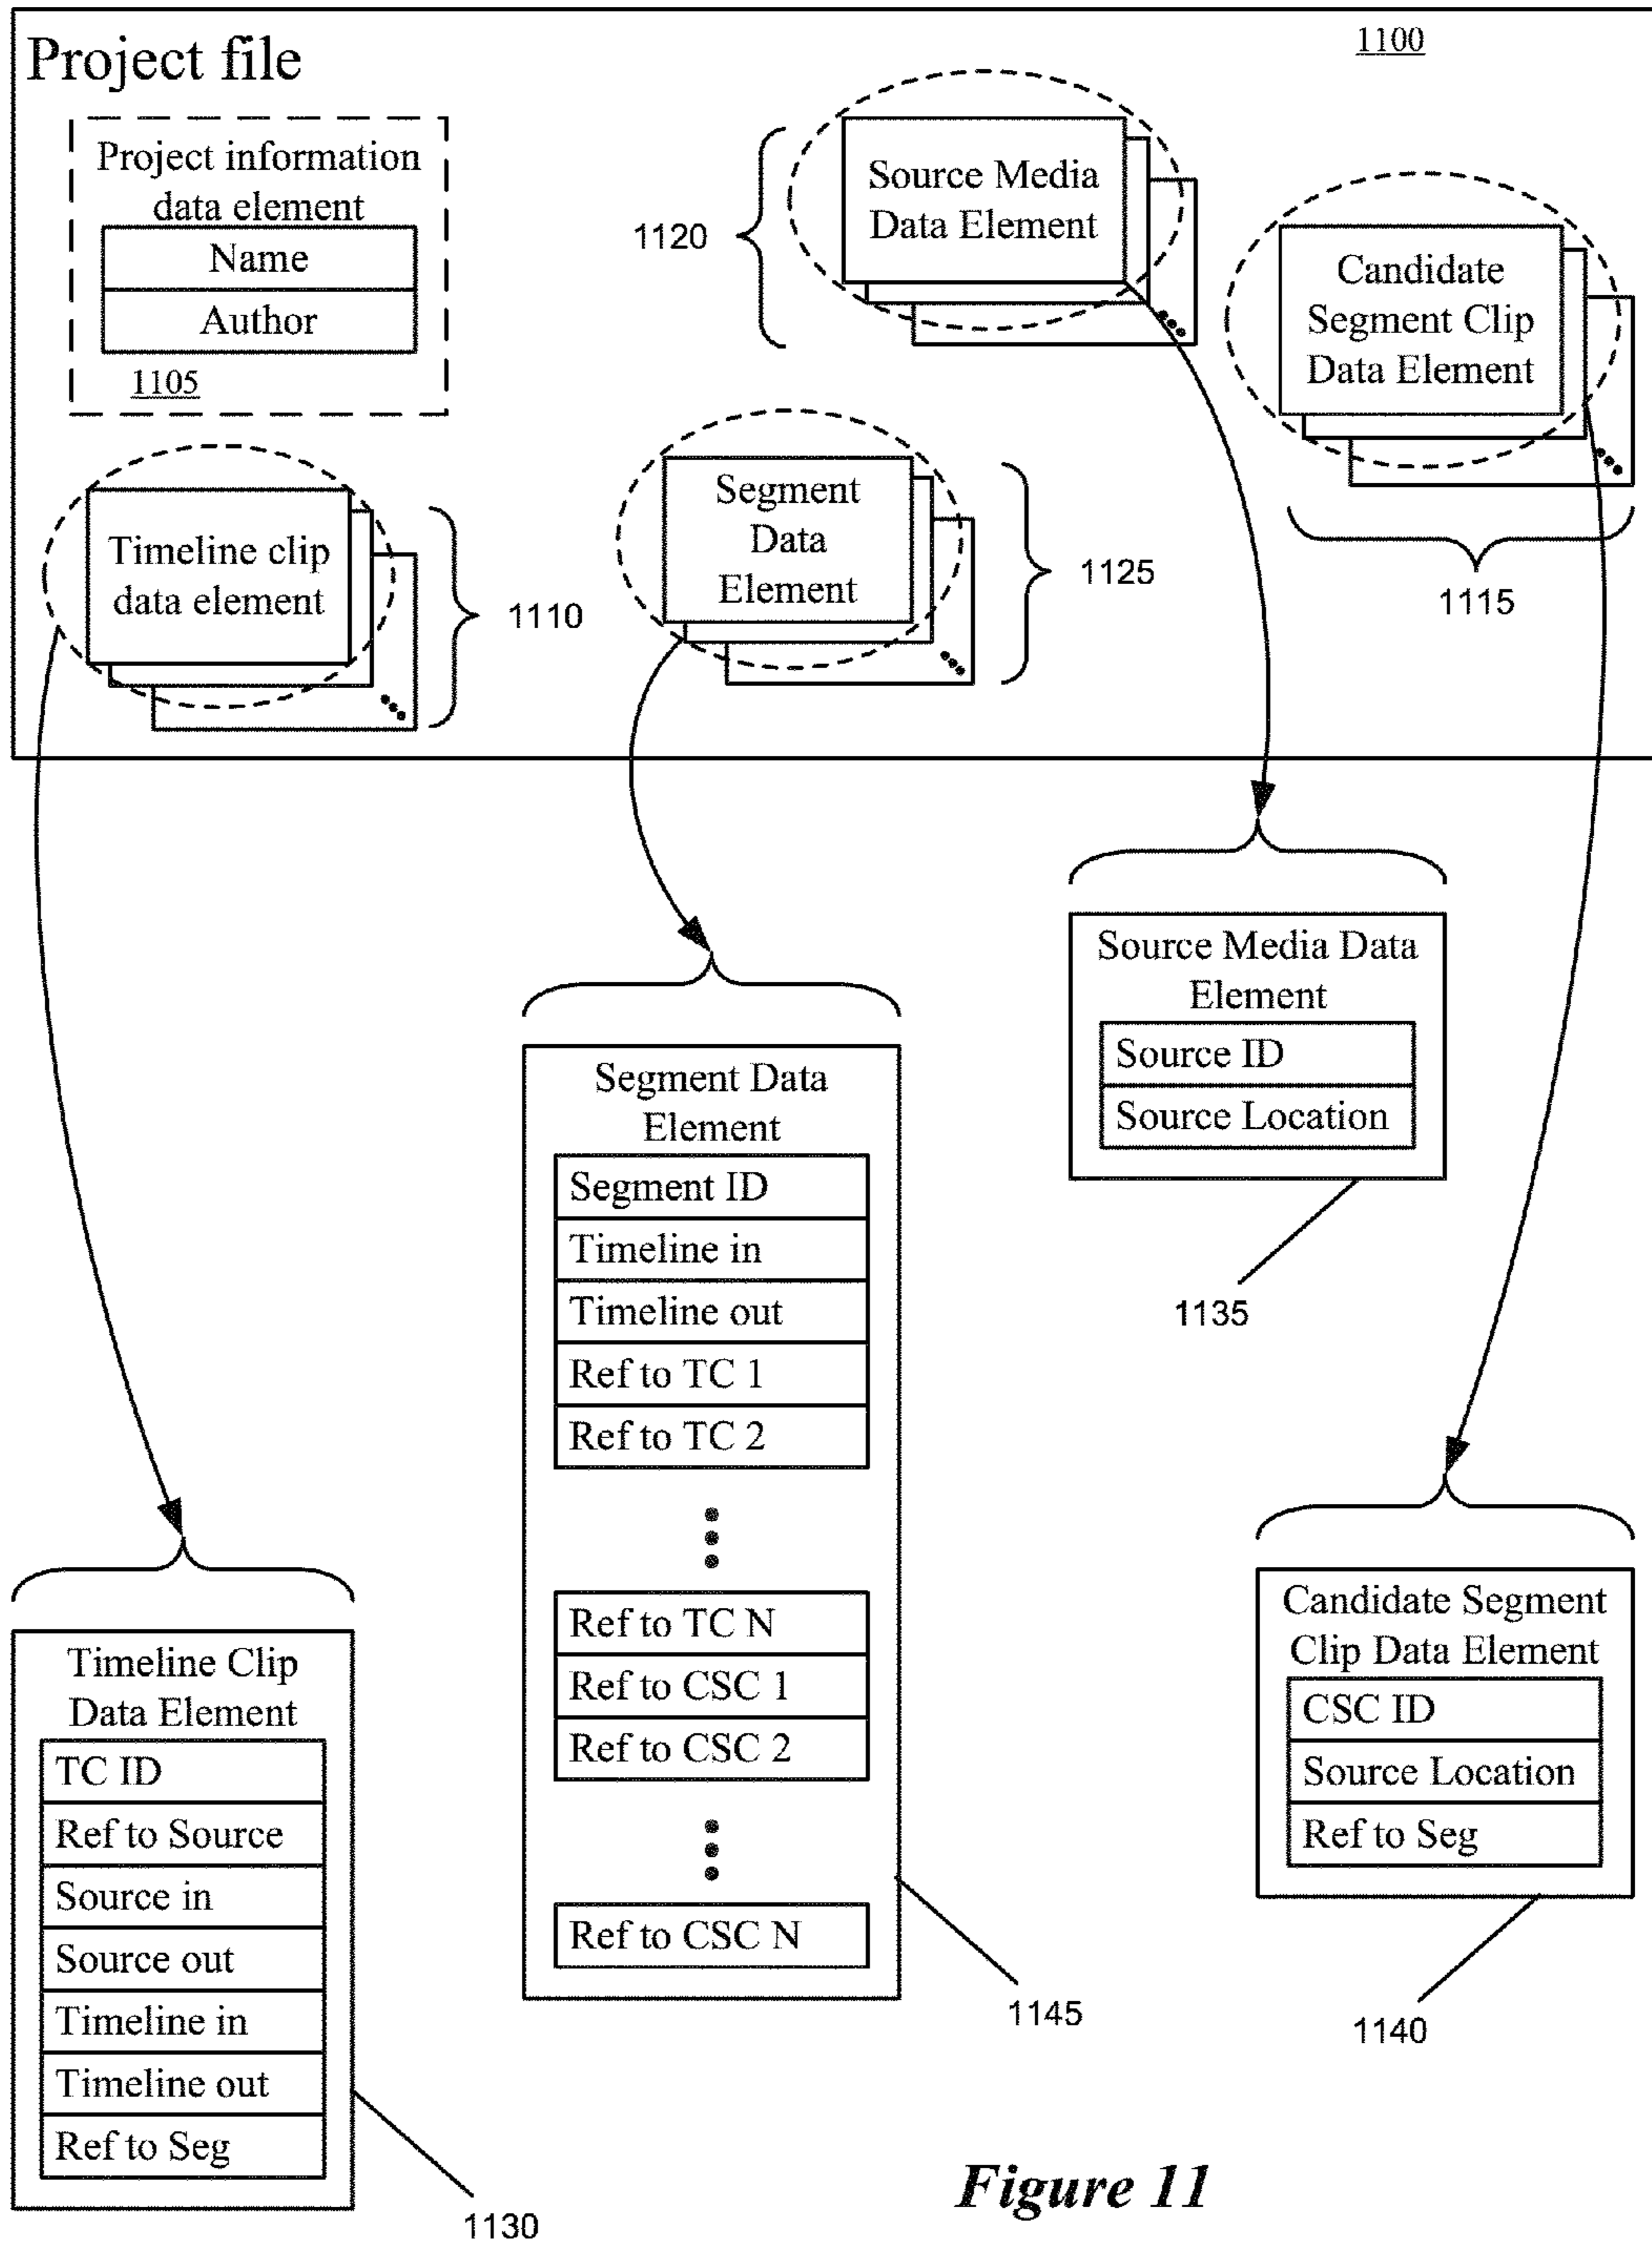 1100
Project file
Project information
data element
Name
Author
1105
1120
Source Media
Data Element
Candidate
Segment Clip
Data Element
1115
Timeline clip
data element
1110
Segment
Data
Element
1125
Source Media Data
Element
Source ID
Source Location
1135
Segment Data
Element
Segment ID
Timeline in
Timeline out
Ref to TC 1
Ref to TC 2
Ref to TC N
Ref to CSC 1
Ref to CSC 2
Ref to CSC N
1145
Candidate Segment
Clip Data Element
CSC ID
Source Location
Ref to Seg
1140
Timeline Clip
Data Element
TC ID
Ref to Source
Source in
Source out
Timeline in
Timeline out
Ref to Seg
1130
Figure 11